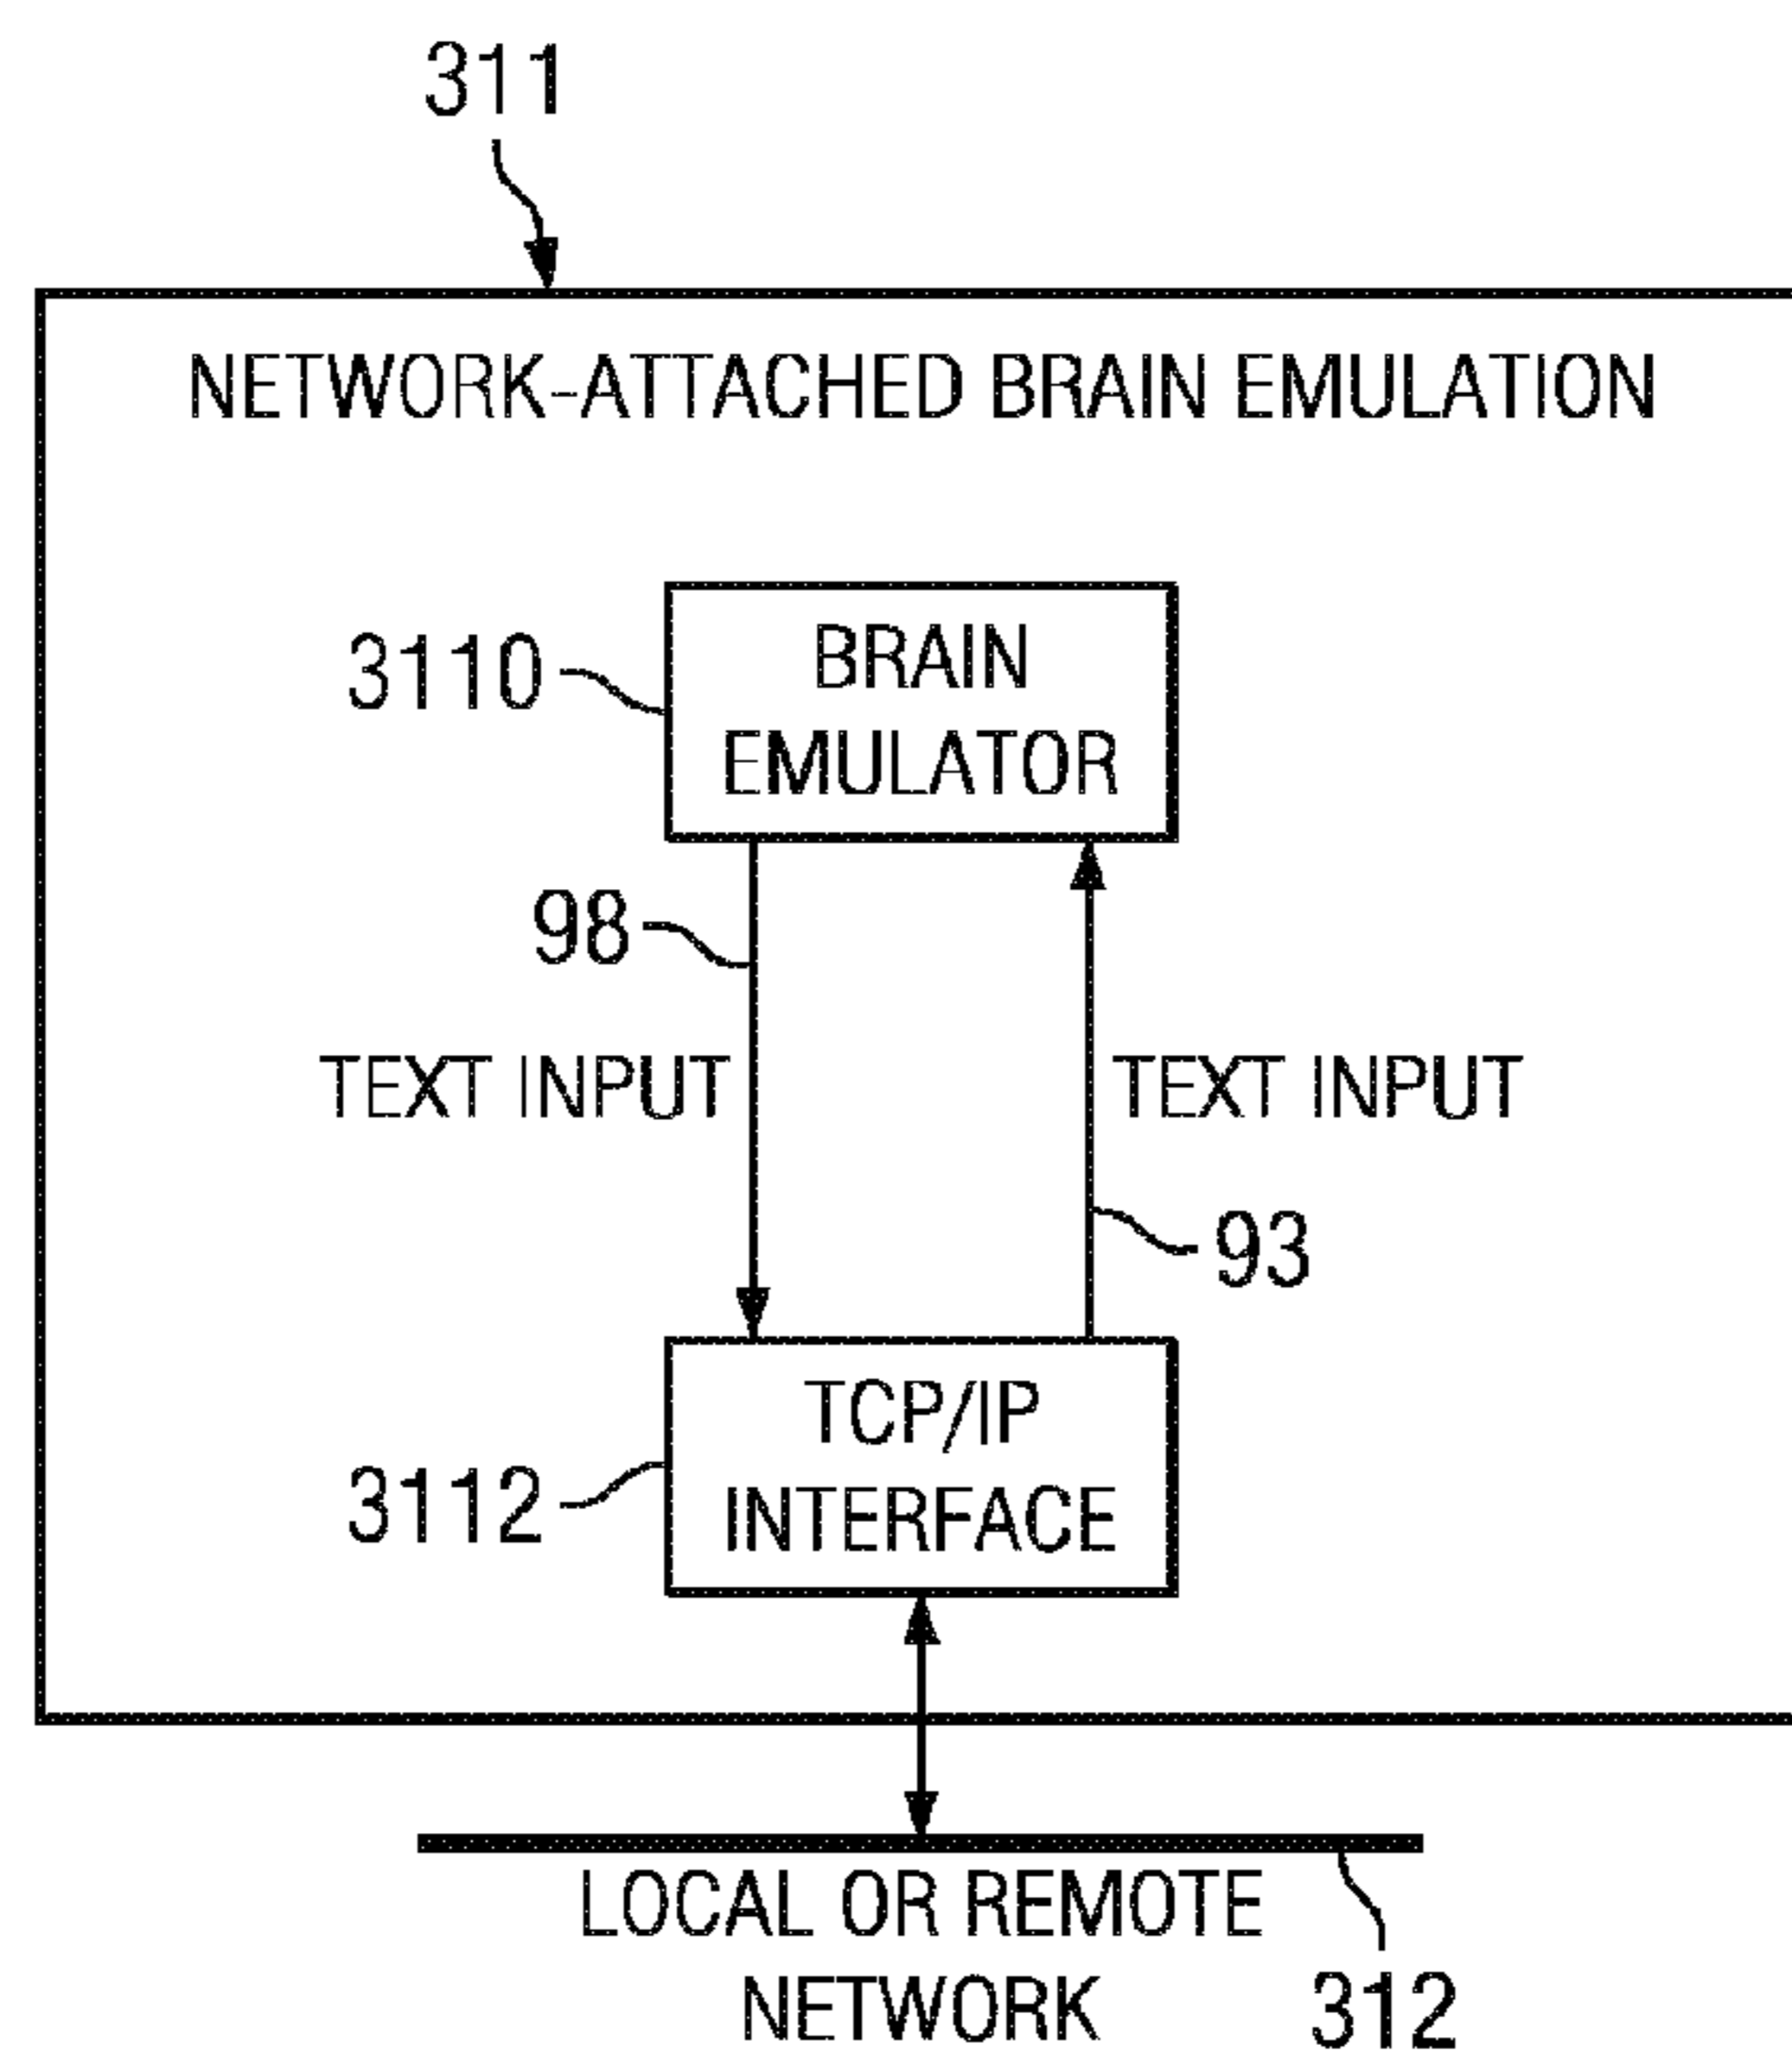 311
NETWORK-ATTACHED BRAIN EMULATION
3110
BRAIN
EMULATOR
98
TEXT INPUT
TEXT INPUT
93
3112
TCP/IP
INTERFACE
LOCAL OR REMOTE
NETWORK
312